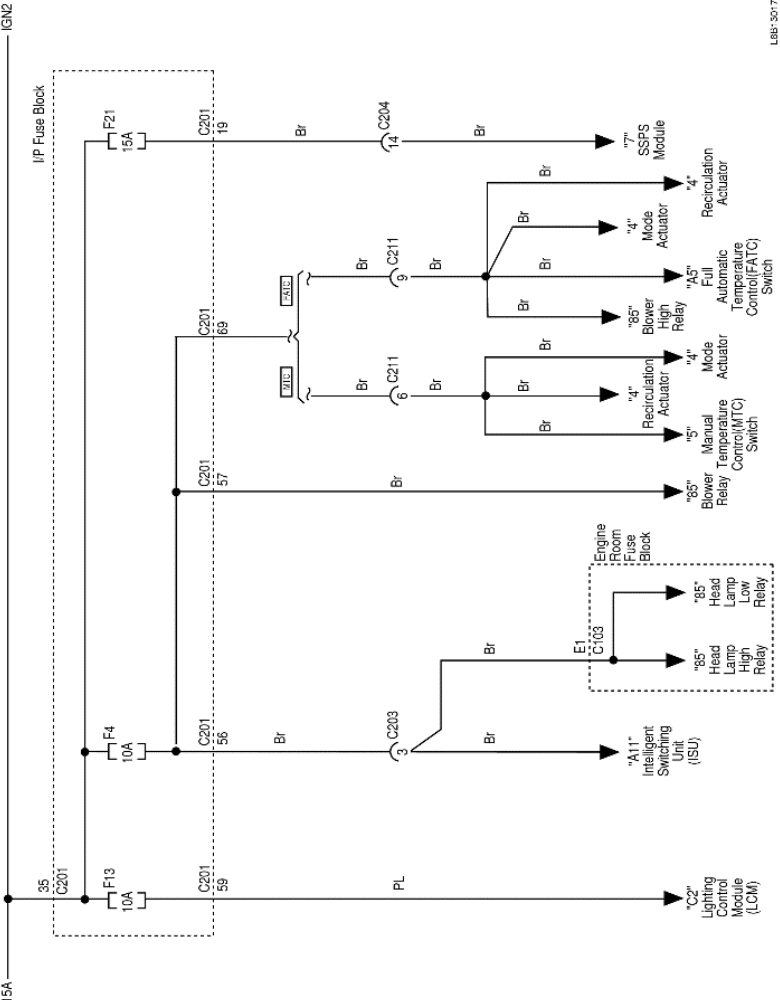 IGN2
15A
L8B13017
I/P Fuse Block
35
C201
F13
10A
F4
10A
F21
15A
C201
59
C201
56
C201
57
C201
69
C201
19
PL
"C2"
Lighting
Control
Module
(LCM)
Br
C203
3
Br
"A11"
Intelligent
Switching
Unit
(ISU)
Br
E1
C103
Engine
Room
Fuse
Block
"85"
Head
Lamp
High
Relay
"85"
Head
Lamp
Low
Relay
Br
"85"
Blower
Relay
MTC
Br
C211
6
Br
Br
"5"
Manual
Temperature
Control(MTC)
Switch
Br
"4"
Recirculation
Actuator
Br
"4"
Mode
Actuator
FATC
Br
C211
9
Br
Br
"85"
Blower
High
Relay
Br
"A5"
Full
Automatic
Temperature
Control(FATC)
Switch
Br
"4"
Mode
Actuator
Br
"4"
Recirculation
Actuator
Br
C204
14
Br
"7"
SSPS
Module